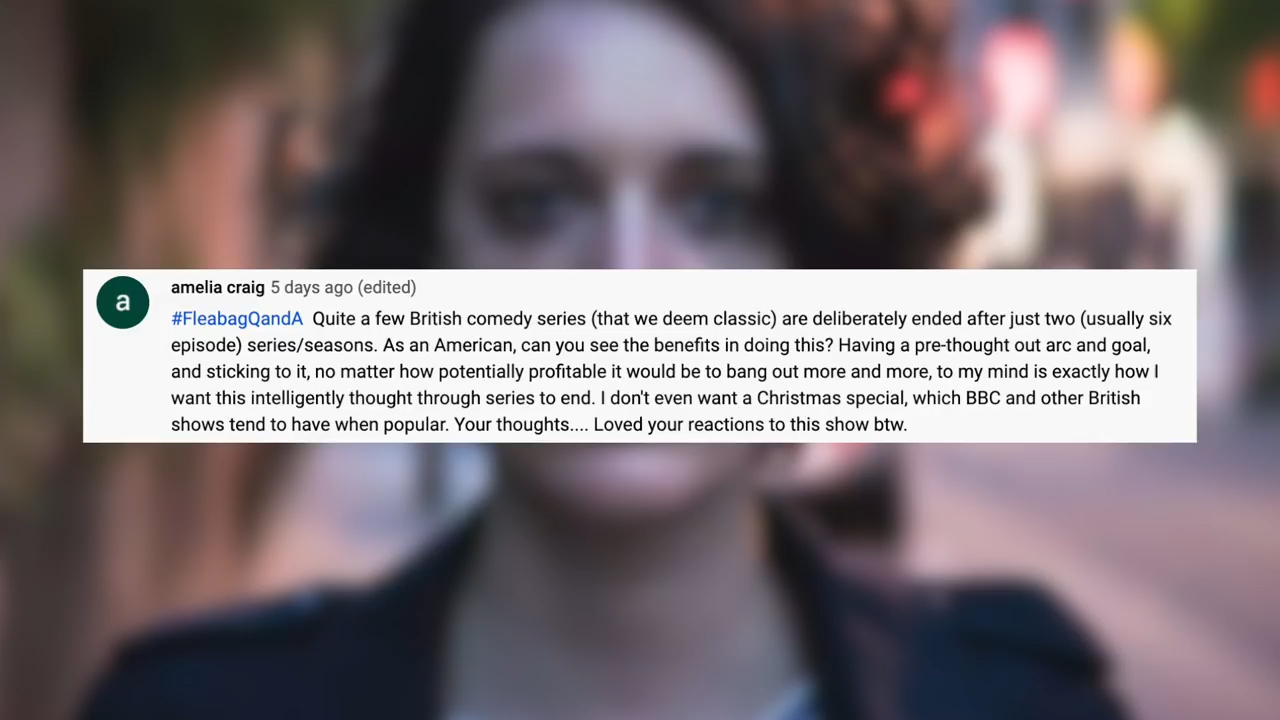 a
amelia craig 5 days ago (edited)
#FleabagQandA Quite a few British comedy series (that we deem classic) are deliberately ended after just two (usually six
episode) series/seasons. As an American, can you see the benefits in doing this? Having a pre-thought out arc and goal,
and sticking to it, no matter how potentially profitable it would be to bang out more and more, to my mind is exactly how I
want this intelligently thought through series to end. I don't even want a Christmas special, which BBC and other British
shows tend to have when popular. Your thoughts.... Loved your reactions to this show btw.